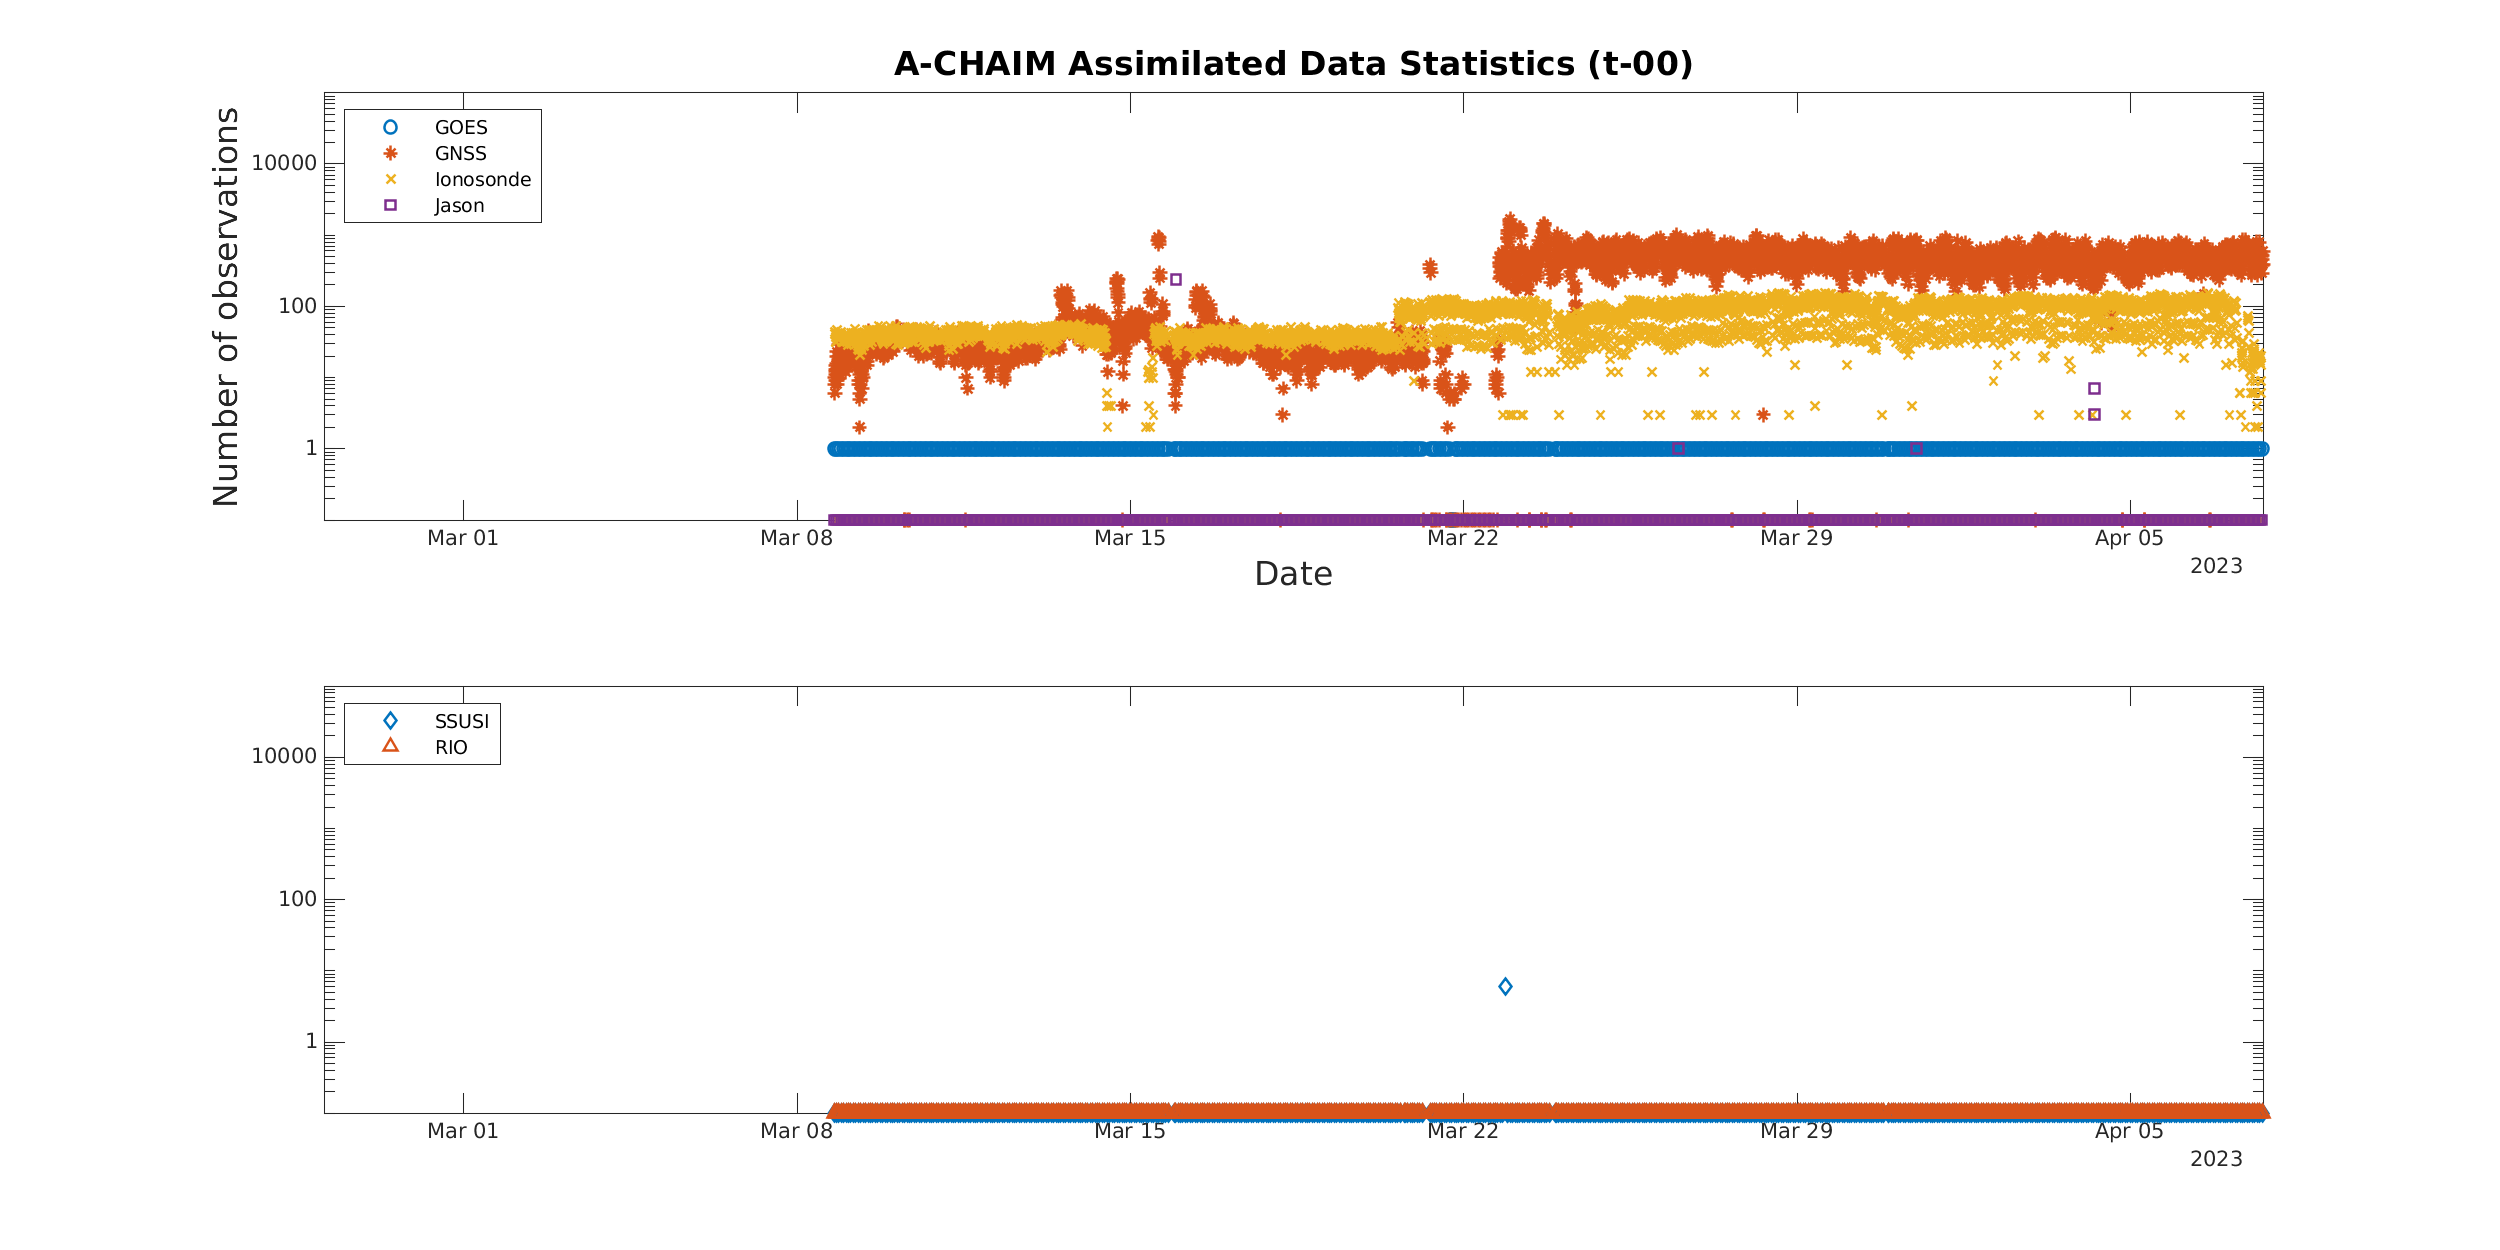 A-CHAIM Assimilated Data Statistics (t-00)
Number of observations
10000
100
1
GOES
GNSS
Ionosonde
Jason
Mar 01
Mar 08
Mar 15
Mar 22
Mar 29
Apr 05
2023
Date
10000
100
1
SSUSI
RIO
Mar 01
Mar 08
Mar 15
Mar 22
Mar 29
Apr 05
2023